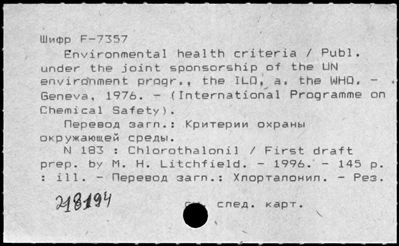 Шифр F-7357
Environmental health criteria / Publ.
under the joint sponsorship of the UN
environment progr., the ILO, a. the WHO. -
Geneva, 1976. - (International Programme on
Chemical Safety).
Перевод загл.: Критерии охраны
окружающей среды.
N 183 : Chlorothalonil / First draft
prep. by M. H. Litchfield. - 1996. - 145 p.
: ill. - Перевод загл.: Хлорталонил. - Рез.
см. след. карт.